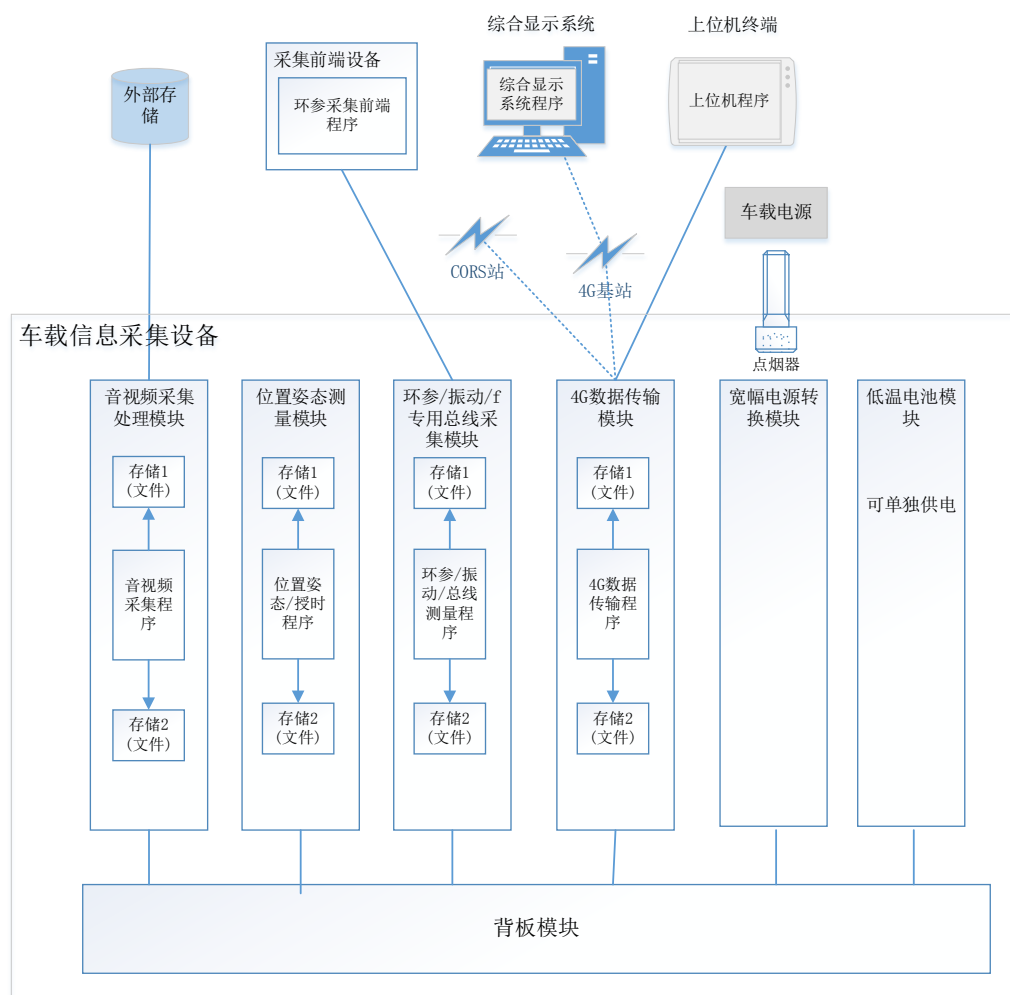 综合显示系统
上位机终端
外部存
储
采集前端设备
环参采集前端
程序
综合显示
系统程序
上位机程序
车载电源
CORS站
4G基站
点烟器
车载信息采集设备
音视频采集
处理模块
存储1
(文件)
音视频
采集程
序
存储2
(文件)
位置姿态测
量模块
存储1
(文件)
位置姿
态/授时
程序
存储2
(文件)
环参/振动/f
专用总线采
集模块
存储1
(文件)
环参/振
动/总线
测量程
序
存储2
(文件)
4G数据传输
模块
存储1
(文件)
4G数据
传输程
序
存储2
(文件)
宽幅电源转
换模块
低温电池模
块
可单独供电
背板模块